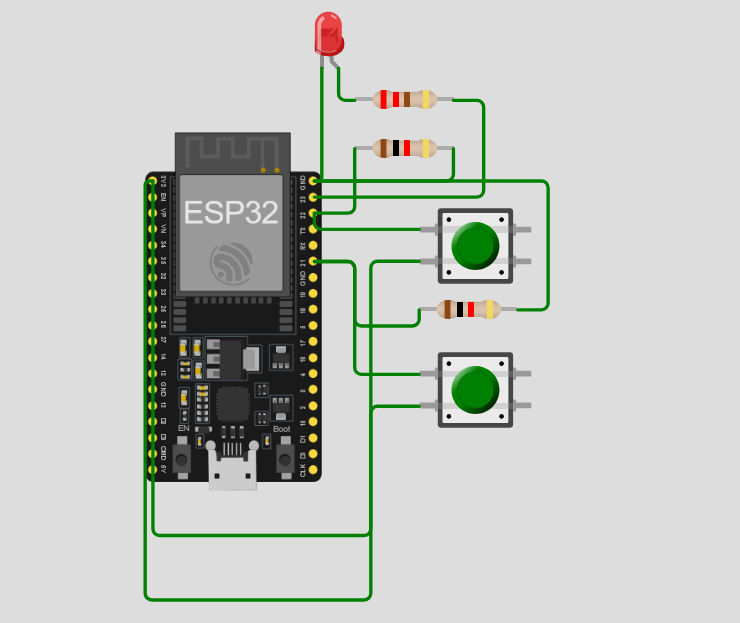 ESP32
3V3
EN
VP
VN
34
35
32
33
25
26
27
14
12
GND
13
D2
D3
CMD
5V
GND
23
22
TX
RX
21
GND
19
18
5
17
16
4
0
2
15
D1
D0
CLK
EN
Boot